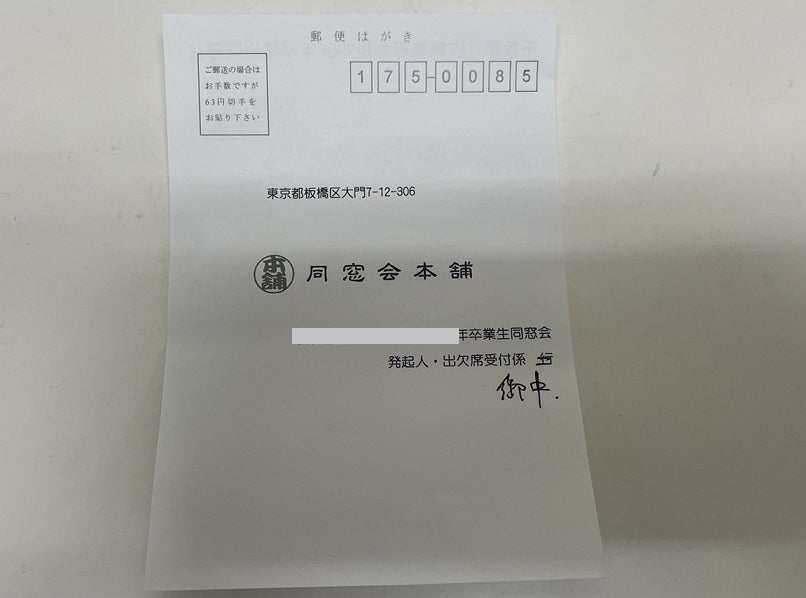 郵便はがき
ご郵送の場合は
お手数ですが
63円切手を
お貼り下さい
175-0085
東京都板橋区大門7-12-306
本舗 同窓会本舗
年卒業生同窓会
発起人・出欠席受付係 行
御中.